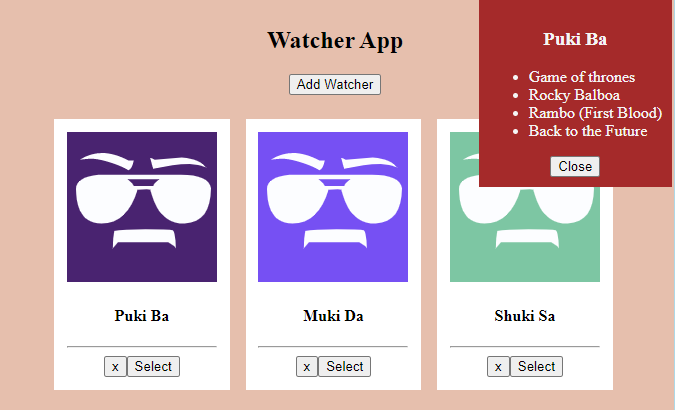 Watcher App
Add Watcher
Puki Ba
Game of thrones
Rocky Balboa
Rambo (First Blood)
Back to the Future
Close
Puki Ba
x Select
Muki Da
x Select
Shuki Sa
x Select